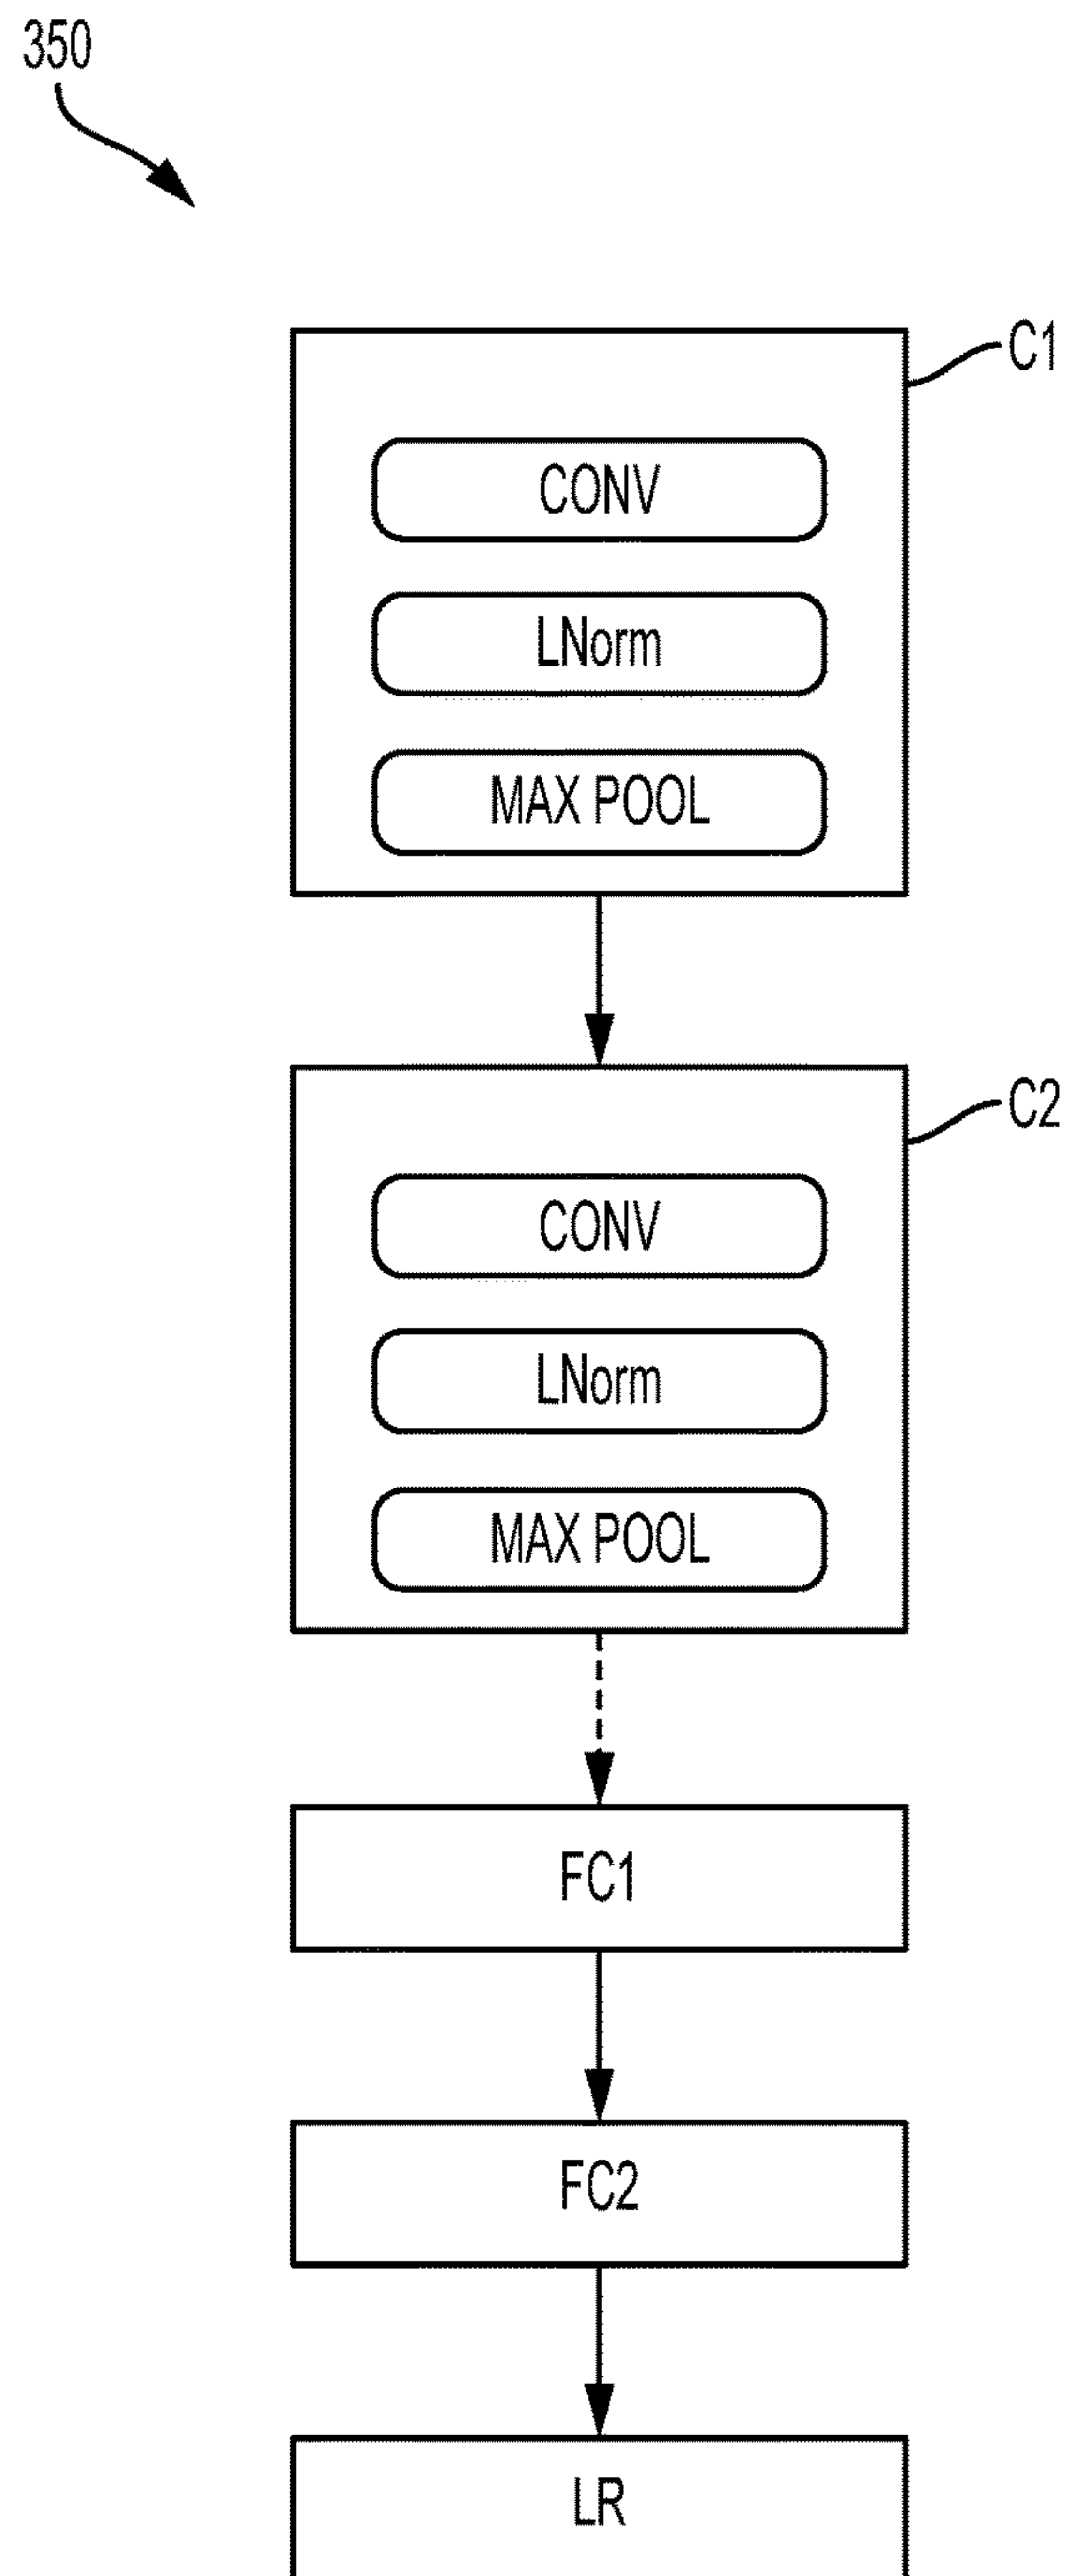 350
C1
CONV
LNorm
MAX POOL
C2
CONV
LNorm
MAX POOL
FC1
FC2
LR